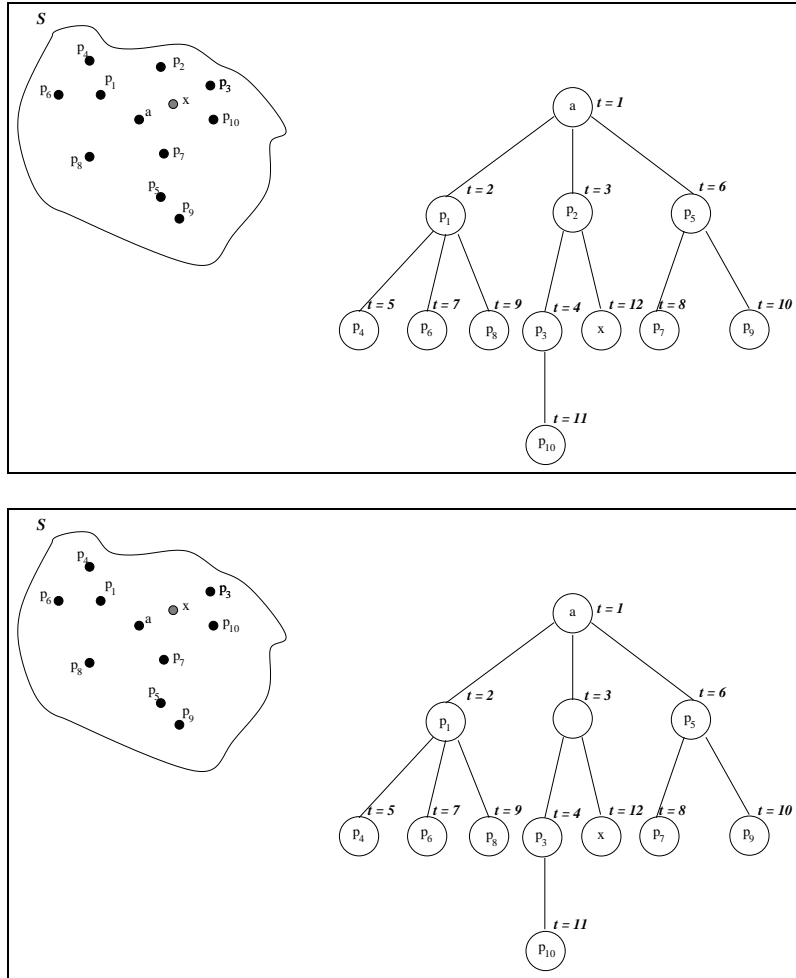 S
p4
p2
p3
p6
p1
x
a
p10
p8
p7
p5
p9
a t = 1
t = 2
t = 3
t = 6
p1
p2
p5
t = 5
t = 7
t = 9
t = 4
t = 12
t = 8
t = 10
p4
p6
p8
p3
x
p7
p9
t = 11
p10
S
p4
p3
p6
p1
x
a
p10
p8
p7
p5
p9
a t = 1
t = 2
t = 3
t = 6
p1
p5
t = 5
t = 7
t = 9
t = 4
t = 12
t = 8
t = 10
p4
p6
p8
p3
x
p7
p9
t = 11
p10